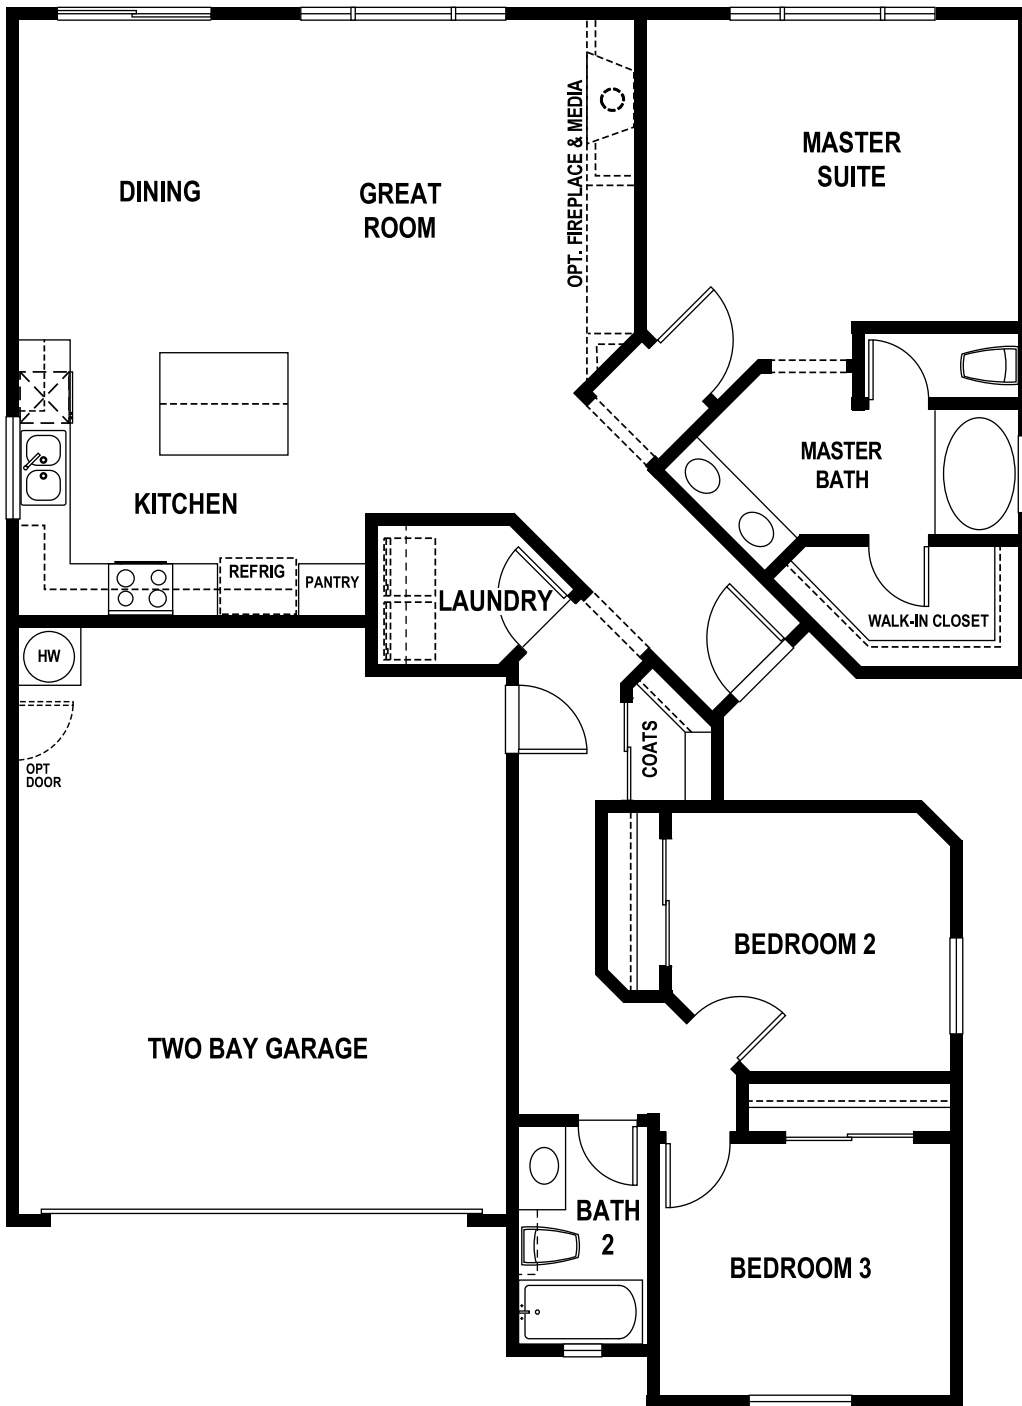 MASTER
SUITE
DINING
GREAT
ROOM
OPT. FIREPLACE & MEDIA
MASTER
BATH
KITCHEN
REFRIG
PANTRY
LAUNDRY
WALK-IN CLOSET
HW
OPT
DOOR
COATS
BEDROOM 2
TWO BAY GARAGE
BATH
2
BEDROOM 3